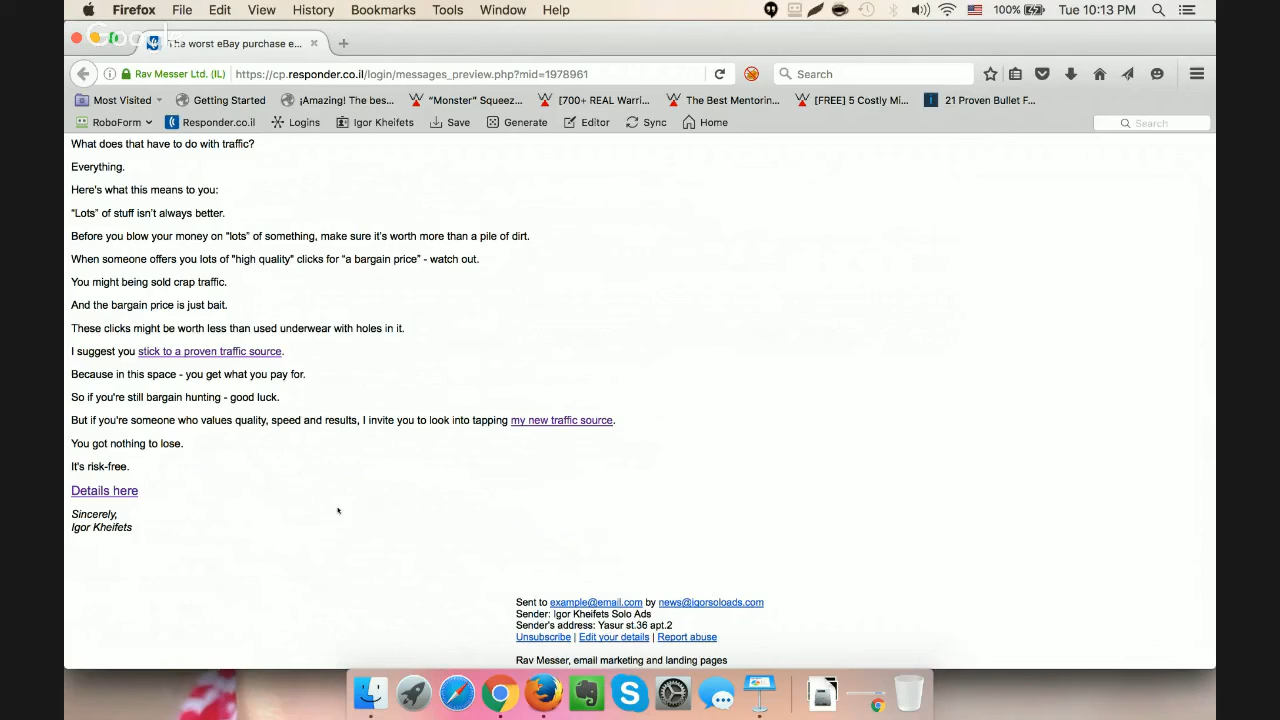 Firefox File Edit View History Bookmarks Tools Window Help 100% Tue 10:13 PM
Google
The worst eBay purchase e...
Rav Messer Ltd. (IL) https://cp.responder.co.il/login/messages_preview.php?mid=1978961 Search
Most Visited Getting Started ¡Amazing! The bes... "Monster" Squeez... [700+ REAL Warri... The Best Mentorin... [FREE] 5 Costly Mi... 21 Proven Bullet F...
RoboForm Responder.co.il Logins Igor Kheifets Save Generate Editor Sync Home Search
What does that have to do with traffic?
Everything.
Here's what this means to you:
"Lots" of stuff isn't always better.
Before you blow your money on "lots" of something, make sure it's worth more than a pile of dirt.
When someone offers you lots of "high quality" clicks for "a bargain price" - watch out.
You might being sold crap traffic.
And the bargain price is just bait.
These clicks might be worth less than used underwear with holes in it.
I suggest you stick to a proven traffic source.
Because in this space - you get what you pay for.
So if you're still bargain hunting - good luck.
But if you're someone who values quality, speed and results, I invite you to look into tapping my new traffic source.
You got nothing to lose.
It's risk-free.
Details here
Sincerely,
Igor Kheifets
Sent to example@email.com by news@igorsoloads.com
Sender: Igor Kheifets Solo Ads
Sender's address: Yasur st.36 apt.2
Unsubscribe | Edit your details | Report abuse
Rav Messer, email marketing and landing pages